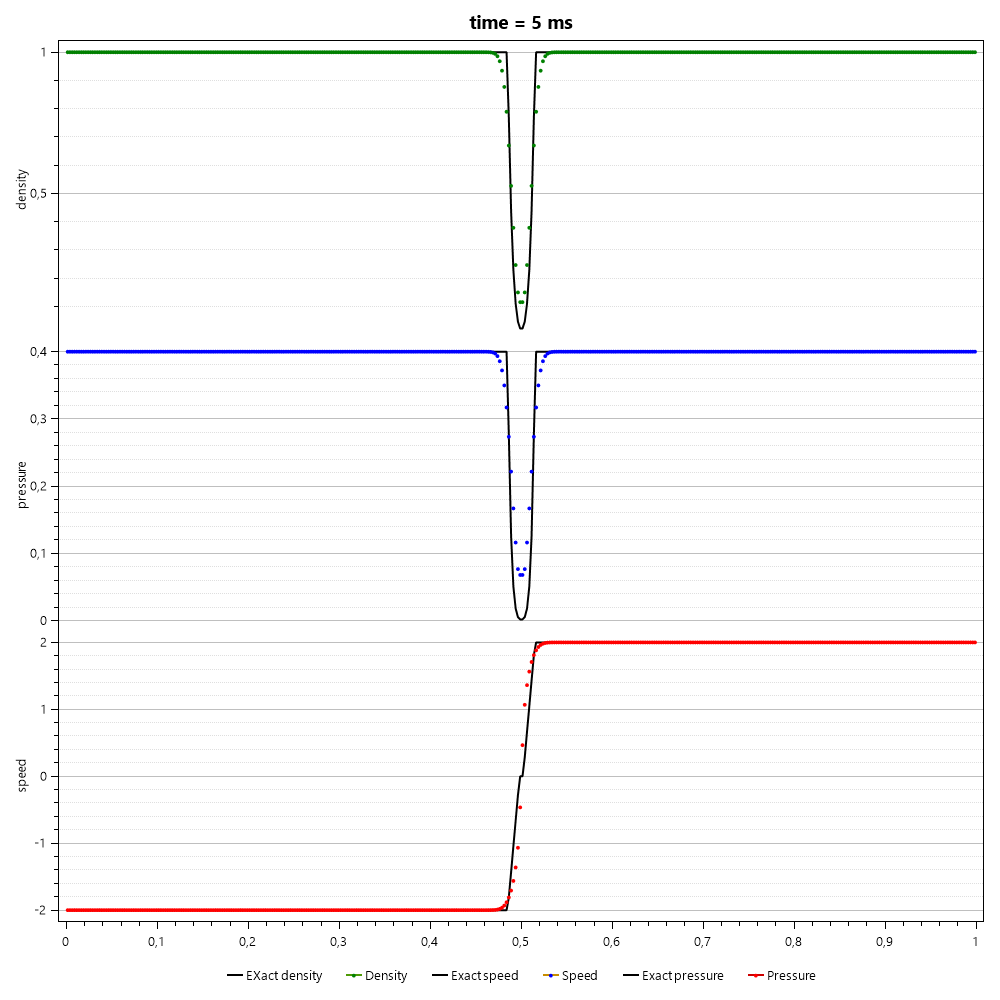 time = 5 ms
density
1
0,5
pressure
0,4
0,3
0,2
0,1
0
speed
2
1
0
-1
-2
0 0,1 0,2 0,3 0,4 0,5 0,6 0,7 0,8 0,9 1
EXact density Density Exact speed Speed Exact pressure Pressure